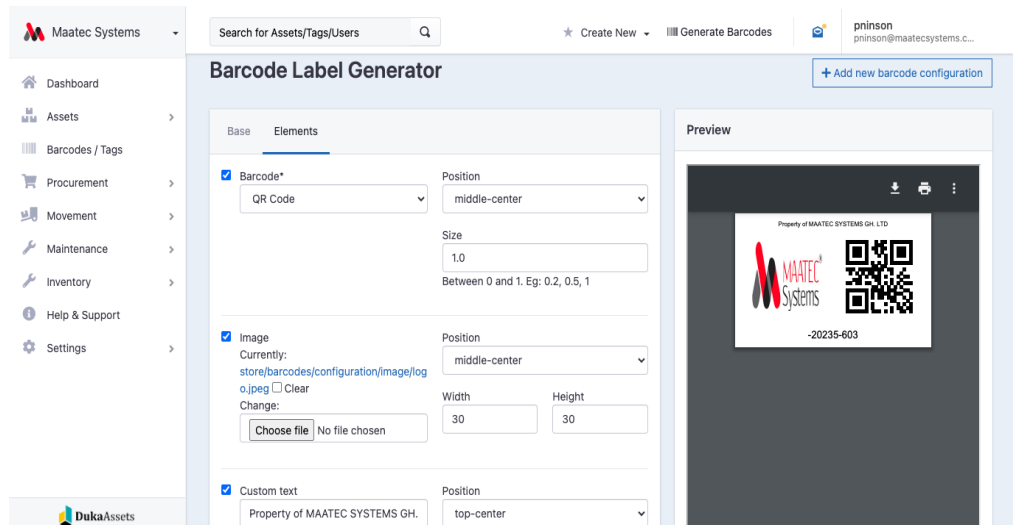 Maatec Systems
Search for Assets/Tags/Users
Create New
Generate Barcodes
pninson
pninson@maatecsystems.c...
Dashboard
Assets
Barcodes / Tags
Procurement
Movement
Maintenance
Inventory
Help & Support
Settings
DukaAssets
Barcode Label Generator
+ Add new barcode configuration
Base
Elements
Barcode*
QR Code
Position
middle-center
Size
1.0
Between 0 and 1. Eg: 0.2, 0.5, 1
Image
Currently:
store/barcodes/configuration/image/log
o.jpeg Clear
Change:
Choose file No file chosen
Position
middle-center
Width
Height
30
30
Custom text
Property of MAATEC SYSTEMS GH.
Position
top-center
Preview
Property of MAATEC SYSTEMS GH. LTD
MAATEC®
Systems
-20235-603